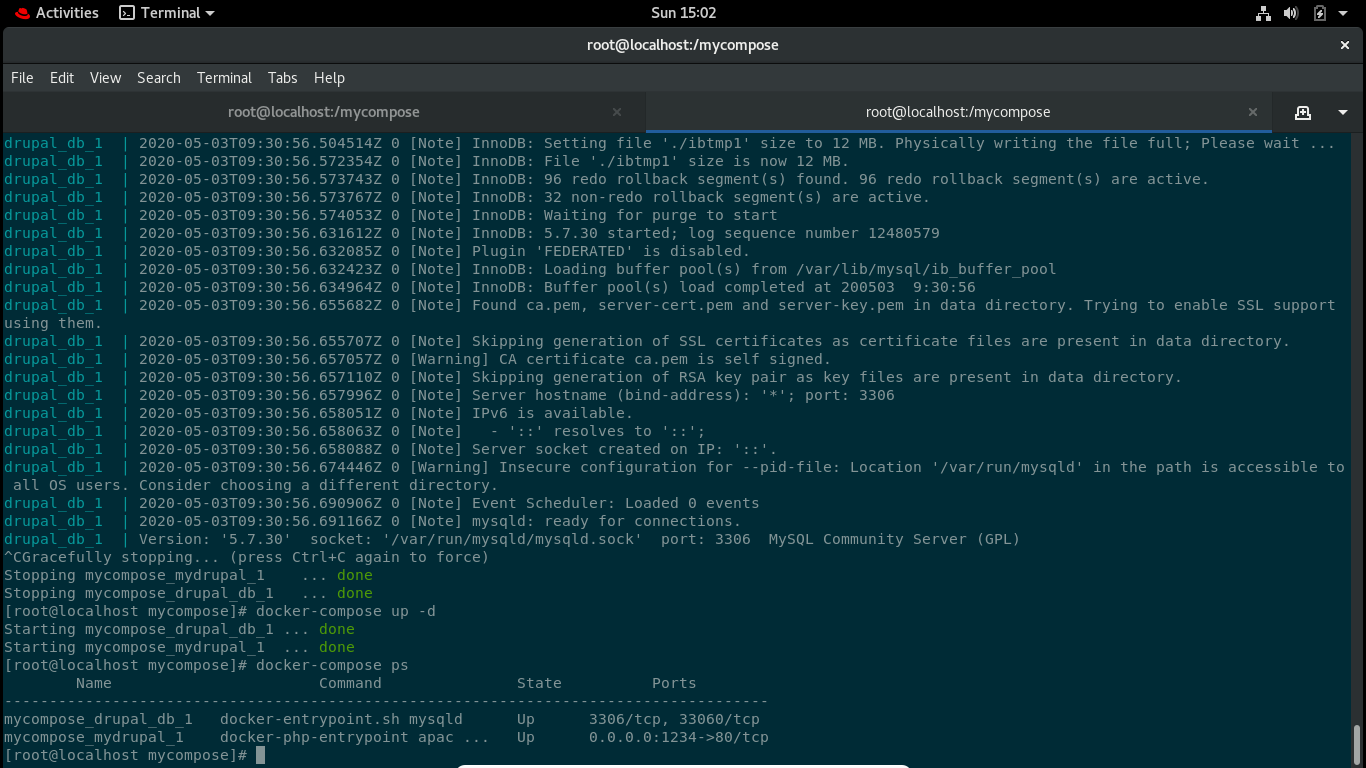 Activities Terminal Sun 15:02
root@localhost:/mycompose ×
File Edit View Search Terminal Tabs Help
root@localhost:/mycompose × root@localhost:/mycompose ×
drupal_db_1  | 2020-05-03T09:30:56.504514Z 0 [Note] InnoDB: Setting file './ibtmp1' size to 12 MB. Physically writing the file full; Please wait ...
drupal_db_1  | 2020-05-03T09:30:56.572354Z 0 [Note] InnoDB: File './ibtmp1' size is now 12 MB.
drupal_db_1  | 2020-05-03T09:30:56.573743Z 0 [Note] InnoDB: 96 redo rollback segment(s) found. 96 redo rollback segment(s) are active.
drupal_db_1  | 2020-05-03T09:30:56.573767Z 0 [Note] InnoDB: 32 non-redo rollback segment(s) are active.
drupal_db_1  | 2020-05-03T09:30:56.574053Z 0 [Note] InnoDB: Waiting for purge to start
drupal_db_1  | 2020-05-03T09:30:56.631612Z 0 [Note] InnoDB: 5.7.30 started; log sequence number 12480579
drupal_db_1  | 2020-05-03T09:30:56.632085Z 0 [Note] Plugin 'FEDERATED' is disabled.
drupal_db_1  | 2020-05-03T09:30:56.632423Z 0 [Note] InnoDB: Loading buffer pool(s) from /var/lib/mysql/ib_buffer_pool
drupal_db_1  | 2020-05-03T09:30:56.634964Z 0 [Note] InnoDB: Buffer pool(s) load completed at 200503  9:30:56
drupal_db_1  | 2020-05-03T09:30:56.655682Z 0 [Note] Found ca.pem, server-cert.pem and server-key.pem in data directory. Trying to enable SSL support
using them.
drupal_db_1  | 2020-05-03T09:30:56.655707Z 0 [Note] Skipping generation of SSL certificates as certificate files are present in data directory.
drupal_db_1  | 2020-05-03T09:30:56.657057Z 0 [Warning] CA certificate ca.pem is self signed.
drupal_db_1  | 2020-05-03T09:30:56.657110Z 0 [Note] Skipping generation of RSA key pair as key files are present in data directory.
drupal_db_1  | 2020-05-03T09:30:56.657996Z 0 [Note] Server hostname (bind-address): '*'; port: 3306
drupal_db_1  | 2020-05-03T09:30:56.658051Z 0 [Note] IPv6 is available.
drupal_db_1  | 2020-05-03T09:30:56.658063Z 0 [Note]   - '::' resolves to '::';
drupal_db_1  | 2020-05-03T09:30:56.658088Z 0 [Note] Server socket created on IP: '::'.
drupal_db_1  | 2020-05-03T09:30:56.674446Z 0 [Warning] Insecure configuration for --pid-file: Location '/var/run/mysqld' in the path is accessible to
all OS users. Consider choosing a different directory.
drupal_db_1  | 2020-05-03T09:30:56.690906Z 0 [Note] Event Scheduler: Loaded 0 events
drupal_db_1  | 2020-05-03T09:30:56.691166Z 0 [Note] mysqld: ready for connections.
drupal_db_1  | Version: '5.7.30'  socket: '/var/run/mysqld/mysqld.sock'  port: 3306  MySQL Community Server (GPL)
^CGracefully stopping... (press Ctrl+C again to force)
Stopping mycompose_mydrupal_1    ... done
Stopping mycompose_drupal_db_1   ... done
[root@localhost mycompose]# docker-compose up -d
Starting mycompose_drupal_db_1 ... done
Starting mycompose_mydrupal_1  ... done
[root@localhost mycompose]# docker-compose ps
Name                       Command               State          Ports
-------------------------------------------------------------------------------------
mycompose_drupal_db_1   docker-entrypoint.sh mysqld      Up      3306/tcp, 33060/tcp
mycompose_mydrupal_1    docker-php-entrypoint apac ...   Up      0.0.0.0:1234->80/tcp
[root@localhost mycompose]#